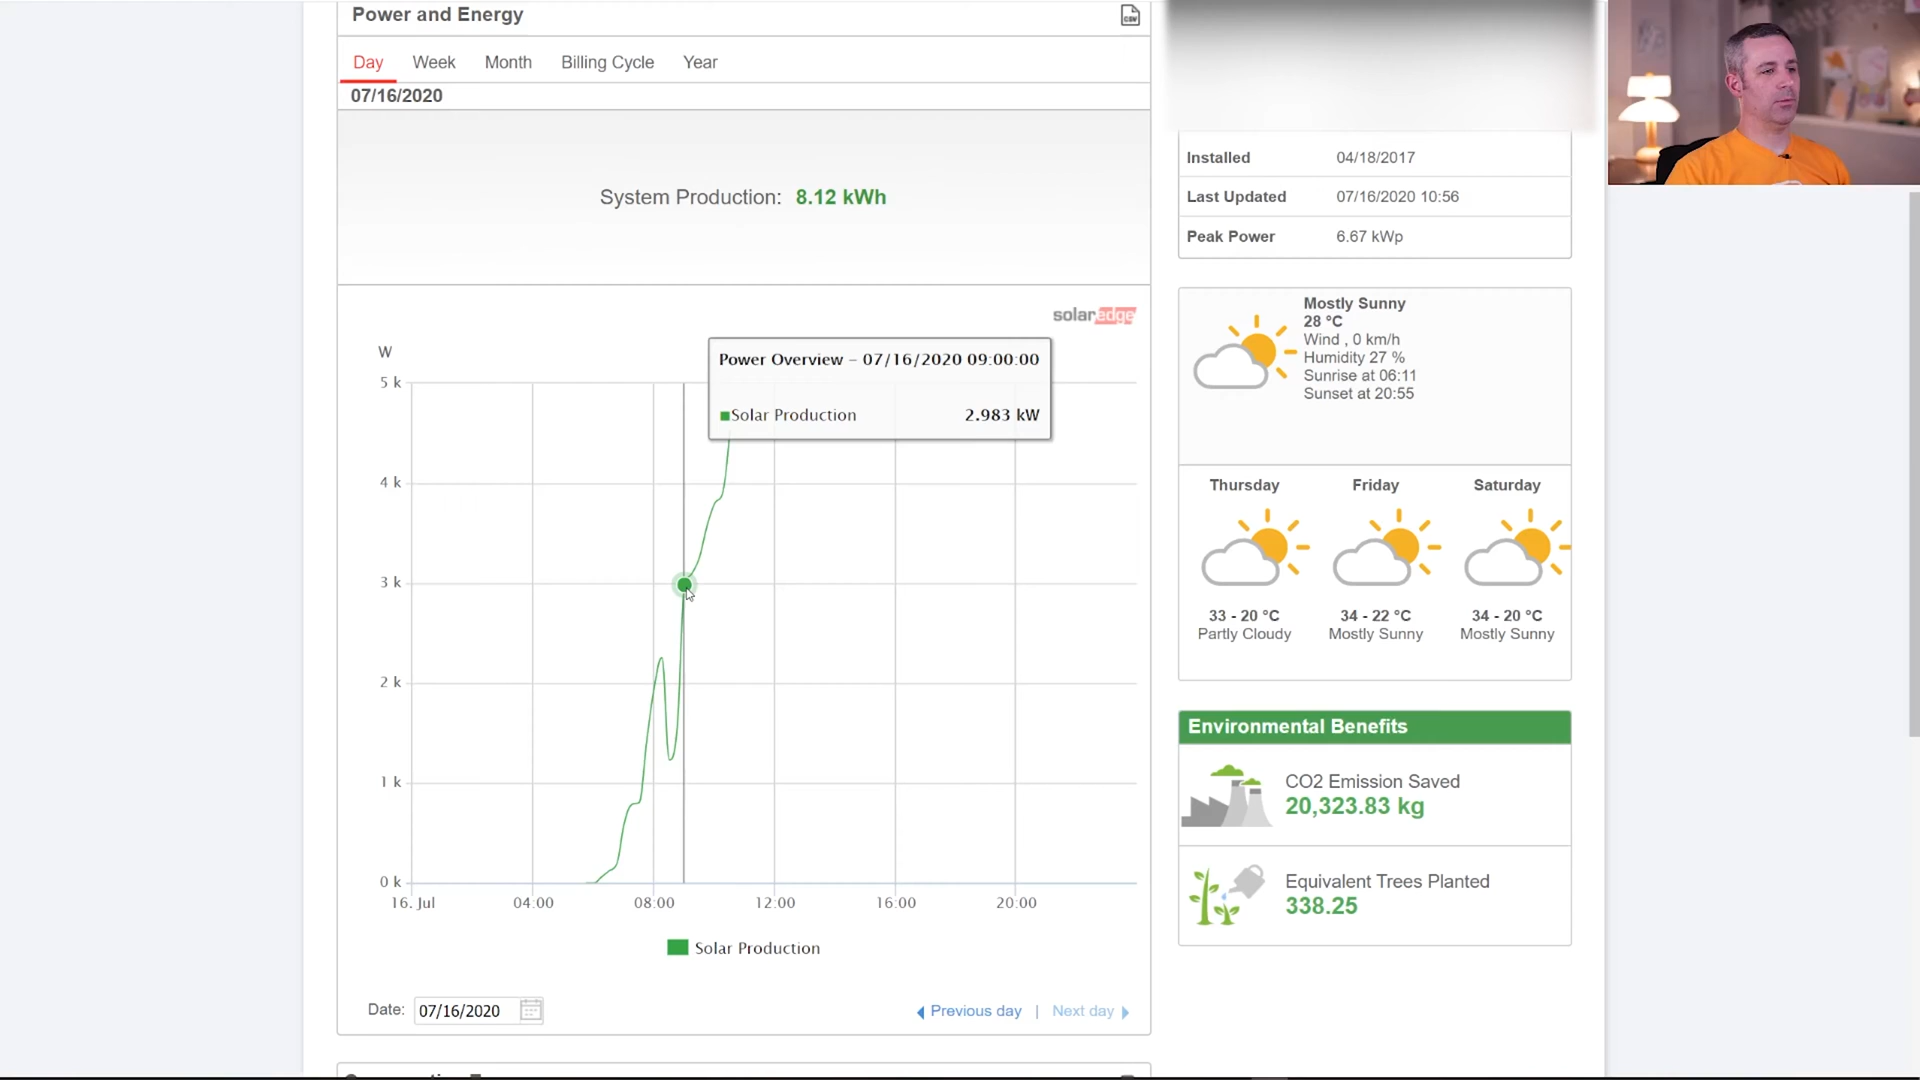 Power and Energy
CSV
Day Week Month Billing Cycle Year
07/16/2020
System Production: 8.12 kWh
solaredge
W
5 k
4 k
3 k
2 k
1 k
0 k
Power Overview – 07/16/2020 09:00:00
Solar Production 2.983 kW
16. Jul 04:00 08:00 12:00 16:00 20:00
Solar Production
Date: 07/16/2020
Previous day | Next day
Installed 04/18/2017
Last Updated 07/16/2020 10:56
Peak Power 6.67 kWp
Mostly Sunny
28 °C
Wind , 0 km/h
Humidity 27 %
Sunrise at 06:11
Sunset at 20:55
Thursday Friday Saturday
33 - 20 °C 34 - 22 °C 34 - 20 °C
Partly Cloudy Mostly Sunny Mostly Sunny
Environmental Benefits
CO2 Emission Saved
20,323.83 kg
Equivalent Trees Planted
338.25